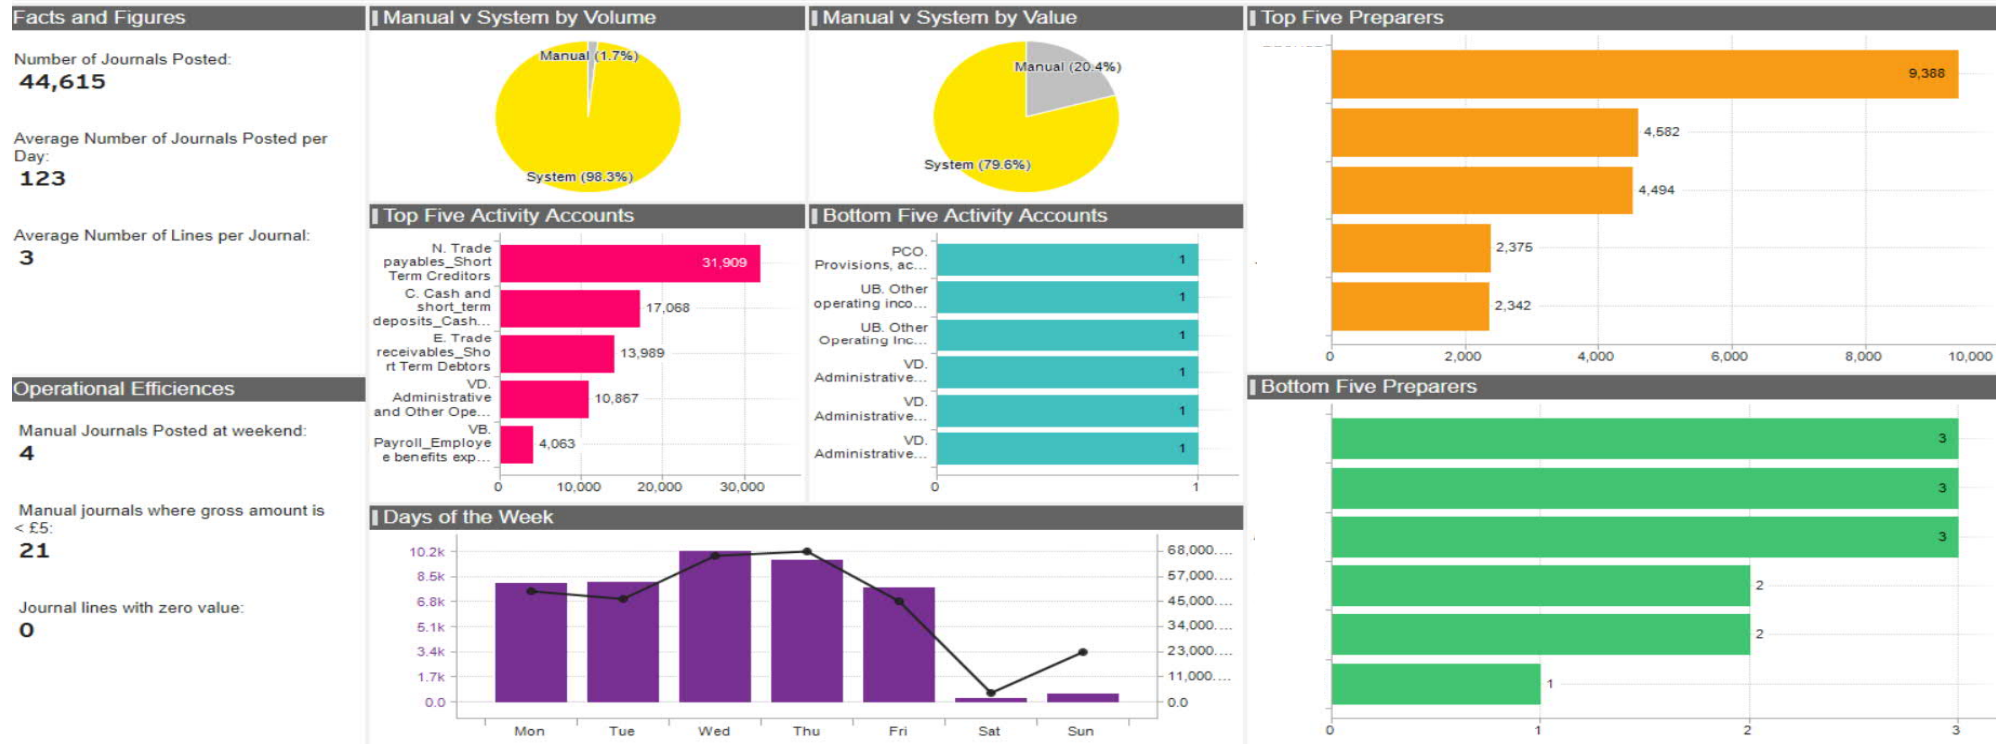 Facts and Figures
Number of Journals Posted:
44,615
Average Number of Journals Posted per
Day:
123
Average Number of Lines per Journal:
3
Operational Efficiences
Manual Journals Posted at weekend:
4
Manual journals where gross amount is
< £5:
21
Journal lines with zero value:
0
Manual v System by Volume
Manual (1.7%)
System (98.3%)
Manual v System by Value
Manual (20.4%)
System (79.6%)
Top Five Activity Accounts
N. Trade
payables_Short
Term Creditors
31,909
C. Cash and
short_term
deposits_Cash...
17,068
E. Trade
receivables_Sho
rt Term Debtors
13,989
VD.
Administrative
and Other Ope...
10,867
VB.
Payroll_Employe
e benefits exp...
4,063
0 10,000 20,000 30,000
Bottom Five Activity Accounts
PCO.
Provisions, ac...
1
UB. Other
operating inco...
1
UB. Other
Operating Inc...
1
VD.
Administrative...
1
VD.
Administrative...
1
VD.
Administrative...
1
0 1
Days of the Week
10.2k
8.5k
6.8k
5.1k
3.4k
1.7k
0.0
68,000....
57,000....
45,000....
34,000....
23,000....
11,000....
0.0
Mon Tue Wed Thu Fri Sat Sun
Top Five Preparers
9,388
4,582
4,494
2,375
2,342
0 2,000 4,000 6,000 8,000 10,000
Bottom Five Preparers
3
3
3
2
2
1
0 1 2 3